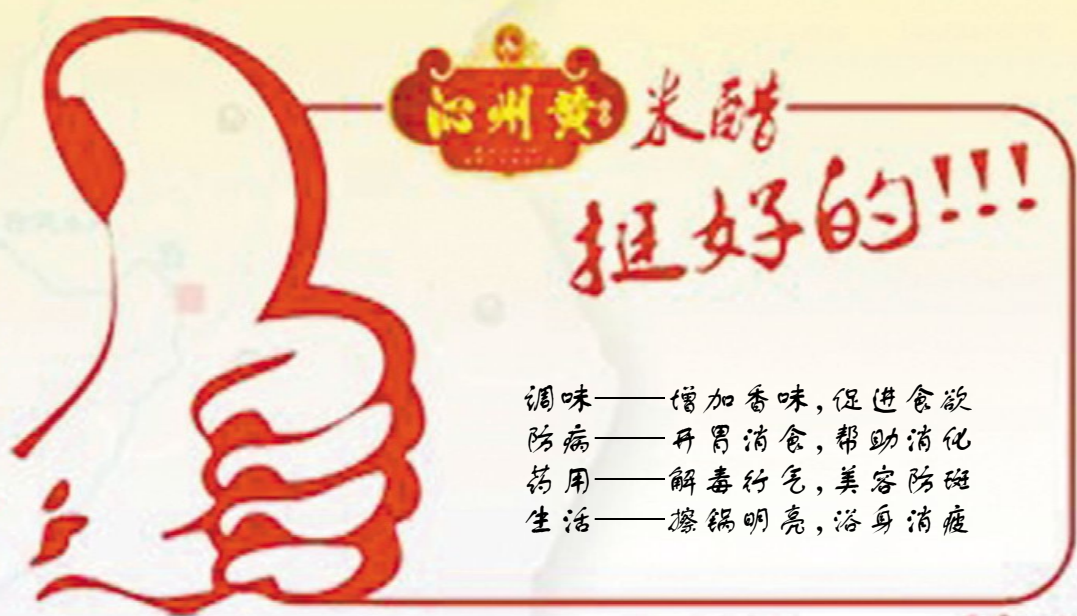 沁州黄 米醋
挺好的!!!
调味——增加香味,促进食欲
防病——开胃消食,帮助消化
药用——解毒行气,美容防斑
生活——擦锅明亮,浴身消疲